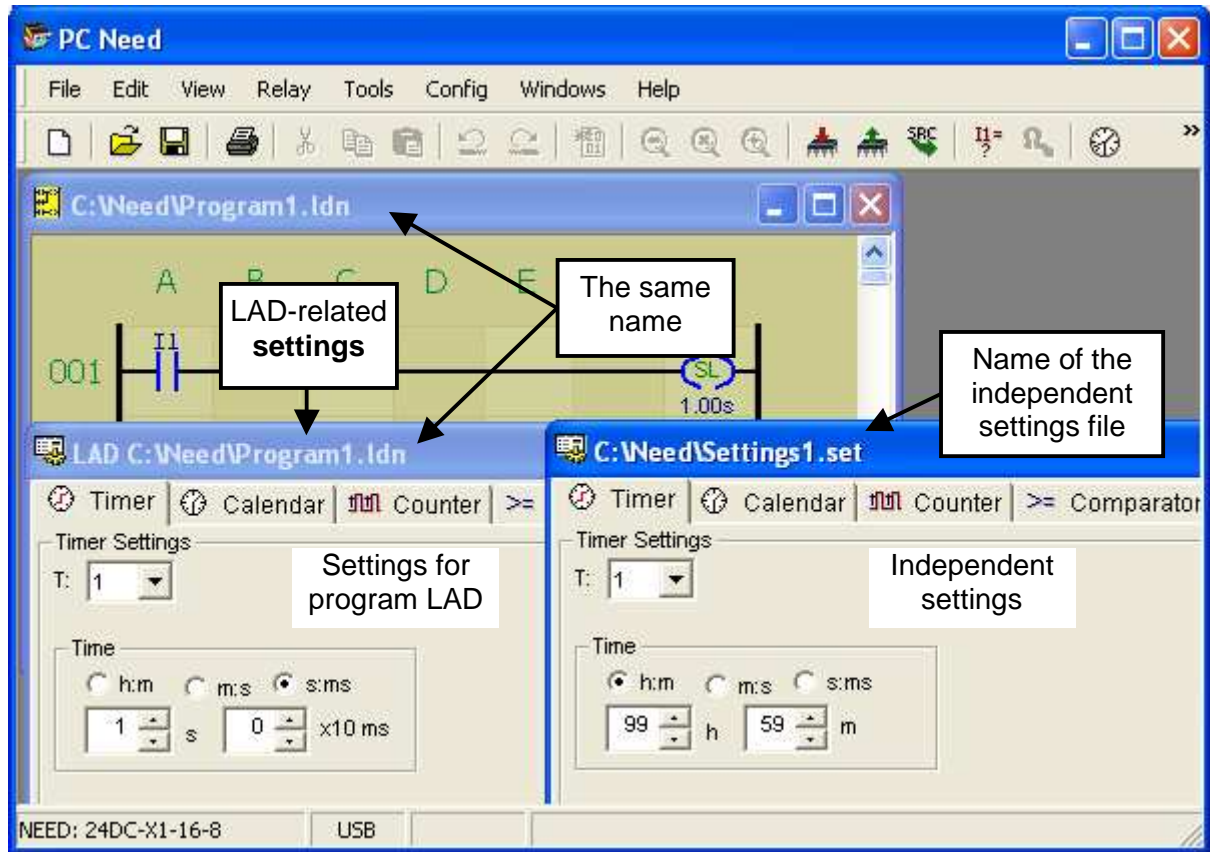 PC Need
File Edit View Relay Tools Config Windows Help
SRC I1= ? »
C:\Need\Program1.ldn
A B C D E
LAD-related
settings
The same
name
Name of the
independent
settings file
I1
001
SL
1.00s
LAD C:\Need\Program1.ldn
C:\Need\Settings1.set
Timer Calendar Counter >=
Timer Calendar Counter >= Comparator
Timer Settings
T: 1
Settings for
program LAD
Time
h:m m:s s:ms
1 s 0 x10 ms
Timer Settings
T: 1
Independent
settings
Time
h:m m:s s:ms
99 h 59 m
NEED: 24DC-X1-16-8 USB